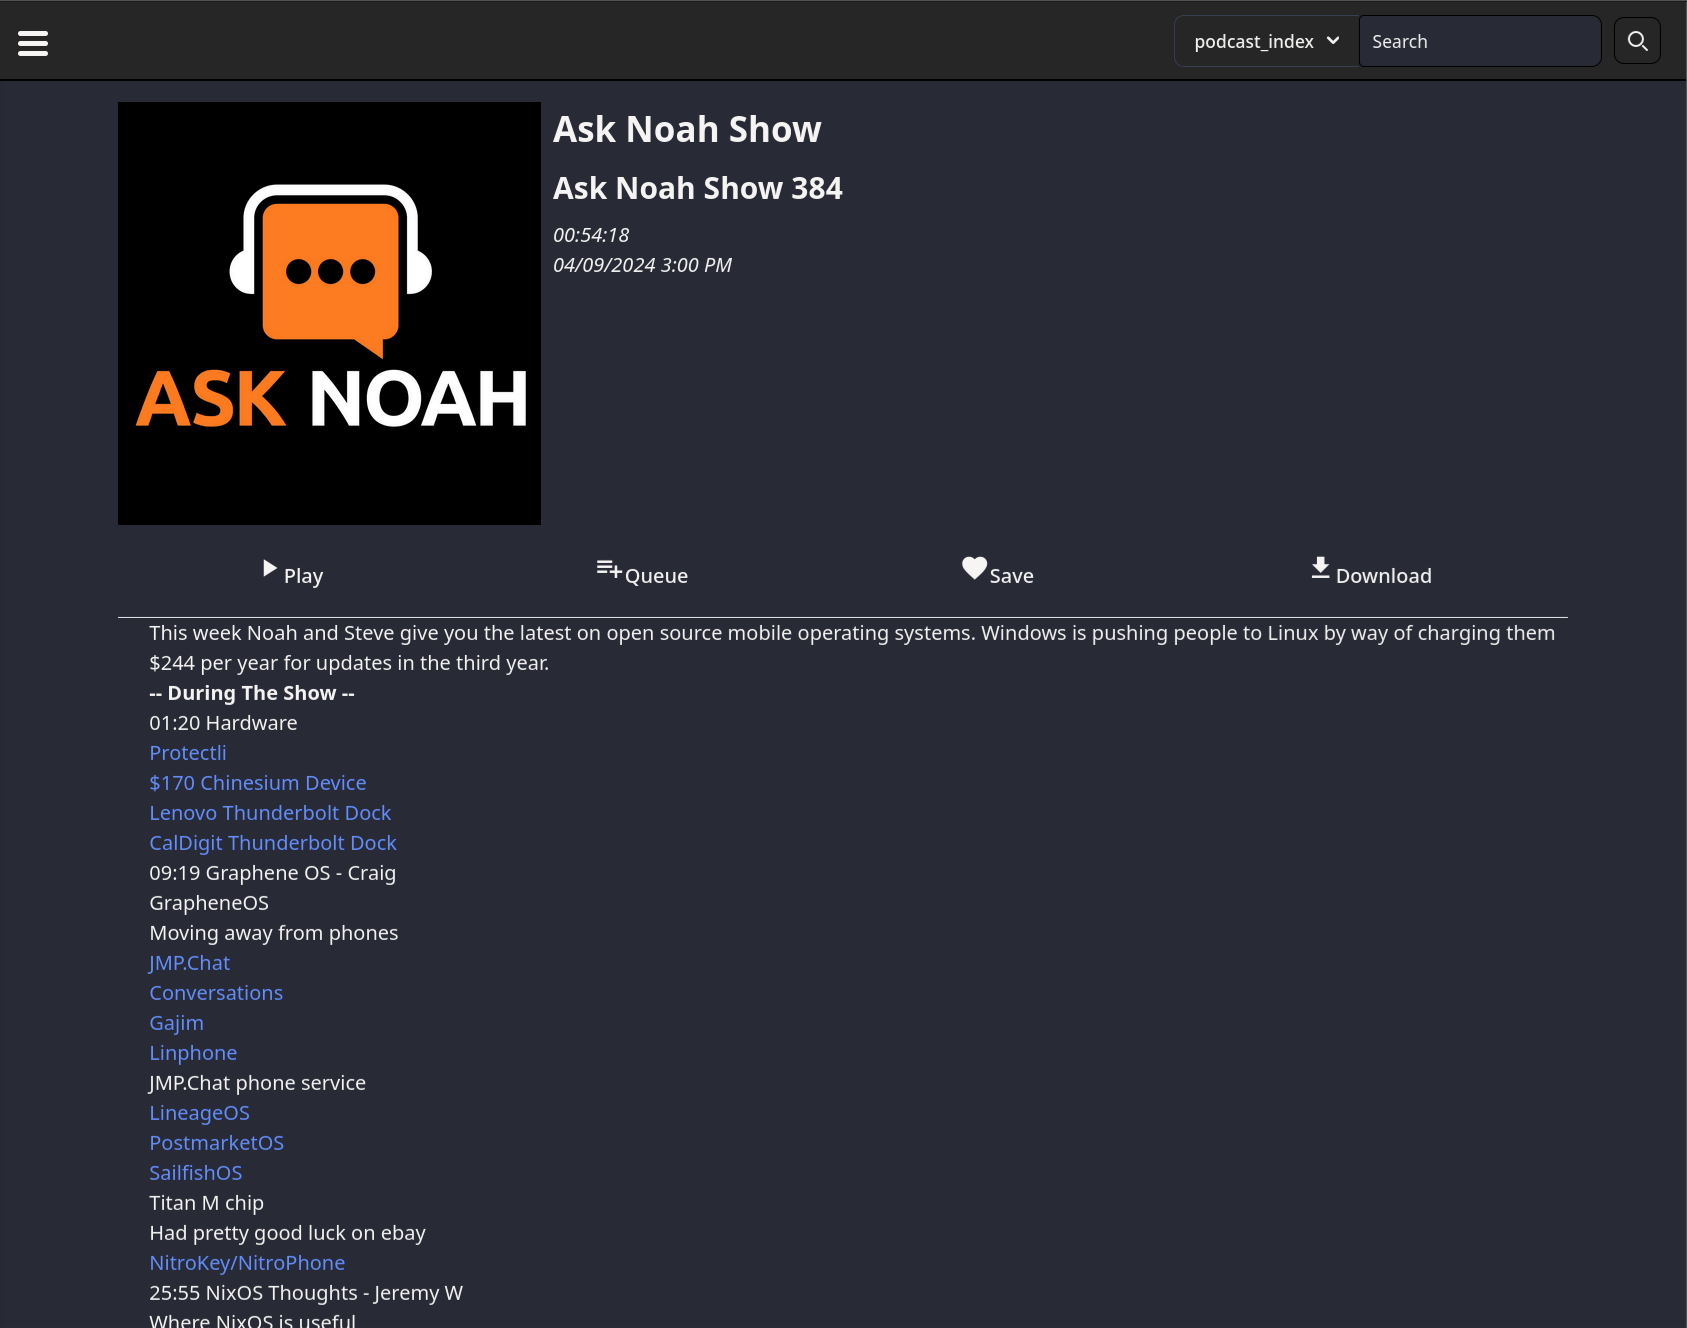 podcast_index
Search
ASK NOAH
Ask Noah Show
Ask Noah Show 384
00:54:18
04/09/2024 3:00 PM
Play
Queue
Save
Download
This week Noah and Steve give you the latest on open source mobile operating systems. Windows is pushing people to Linux by way of charging them
$244 per year for updates in the third year.
-- During The Show --
01:20 Hardware
Protectli
$170 Chinesium Device
Lenovo Thunderbolt Dock
CalDigit Thunderbolt Dock
09:19 Graphene OS - Craig
GrapheneOS
Moving away from phones
JMP.Chat
Conversations
Gajim
Linphone
JMP.Chat phone service
LineageOS
PostmarketOS
SailfishOS
Titan M chip
Had pretty good luck on ebay
NitroKey/NitroPhone
25:55 NixOS Thoughts - Jeremy W
Where NixOS is useful